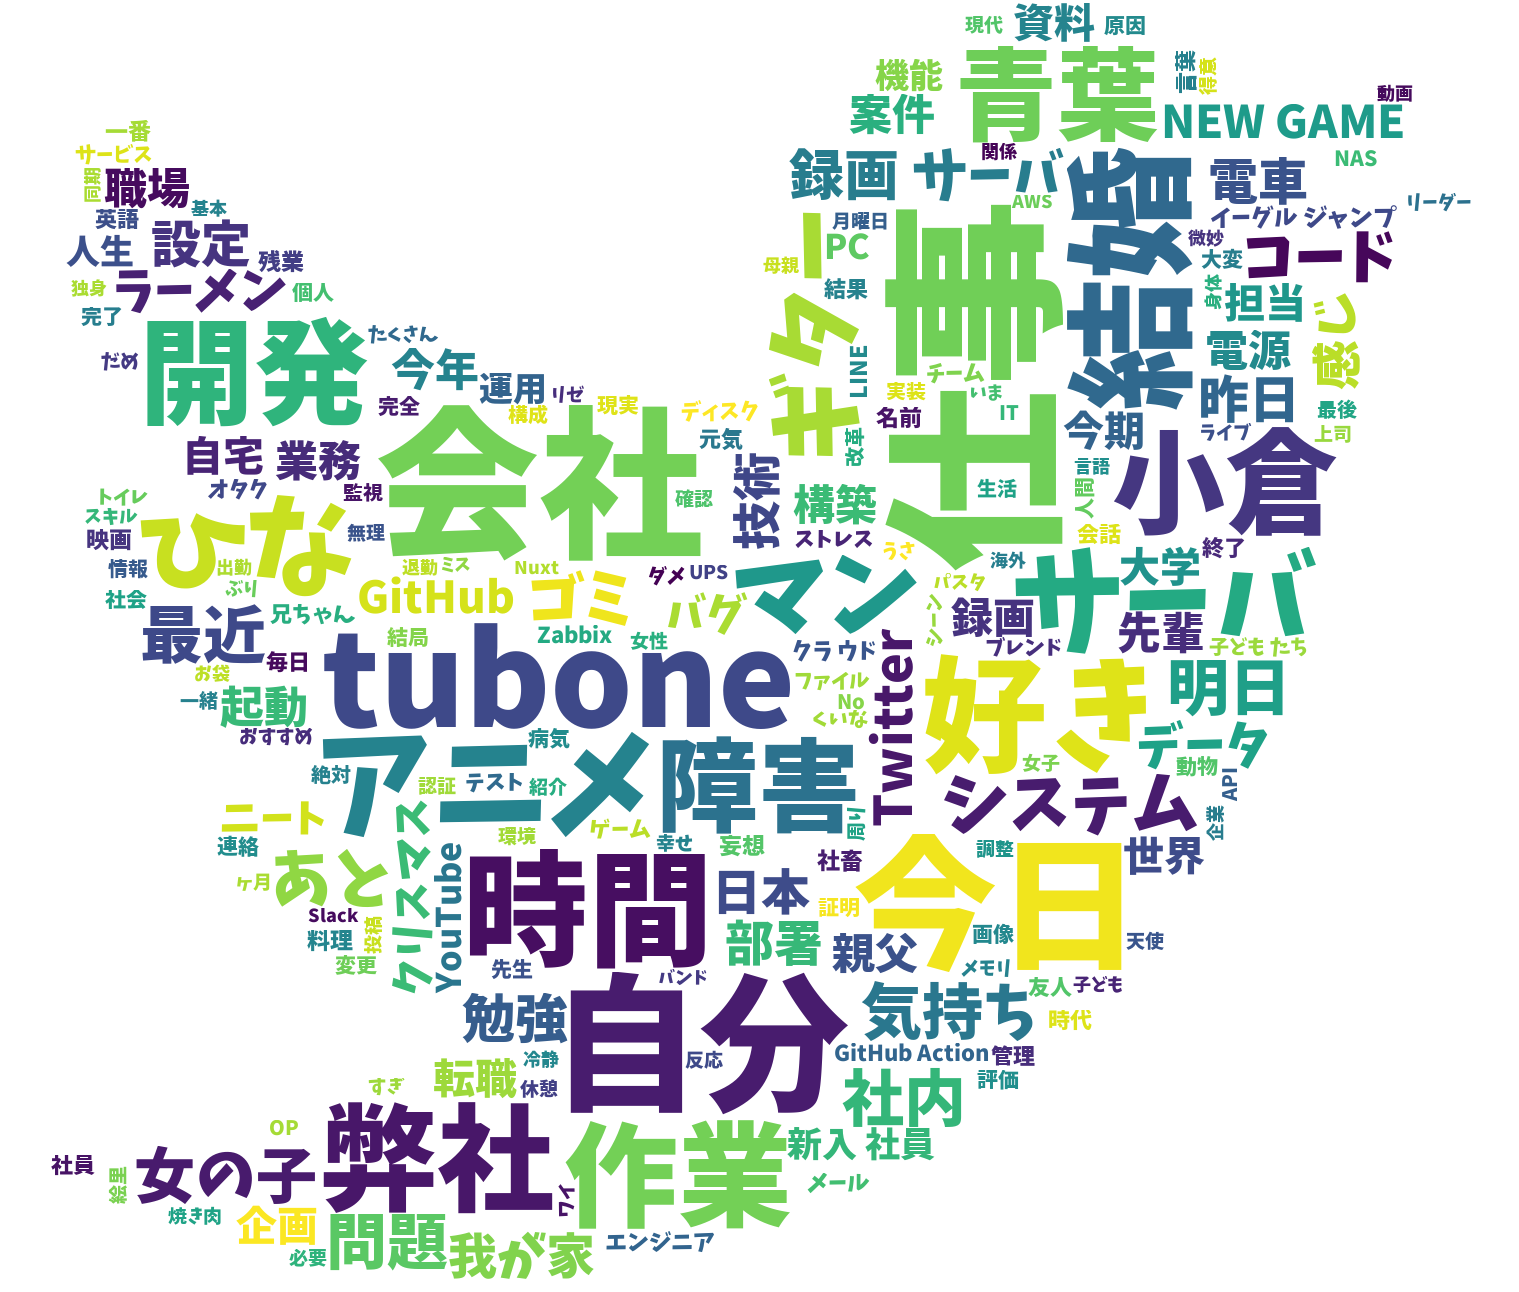 現代 資料 原因
機能 青葉 言葉 得意
案件 NEW GAME 動画
一番
サービス
同期 職場
録画 サーバ 関係 結婚 電車 NAS
英語 基本
AWS イーグル ジャンプ リーダー
人生 設定 残業
月曜日 PC ギター 仕事 微妙 コード
母親 大変
独身 ラーメン 個人
結果 身体 担当 感じ
完了 開発 たくさん
だめ 今年 運用 リゼ
LINE 電源
チーム
完全 構成 現実 ディスク
実装 いま 昨日
名前 IT 今期 最後
元気 改革 ライブ 上司
自宅 業務 会社 小倉
オタク 監視 技術 言語
トイレ 確認 構築 生活 人間
スキル ひな 無理
映画 ストレス 会話 終了
情報 出勤 退勤 ミス Nuxt ダメ UPS うさ 海外 大学
社会 ぶり GitHub ゴミ バグ マン パスタ サーバ
最近 兄ちゃん 録画 シーン 先輩
結局 Zabbix 女性 クラウド ブレンド 子どもたち
毎日 tubone
お袋 ファイル Twitter 好き 明日
一緒 起動 No
くいな データ
おすすめ アニメ 病気 障害
女子 動物
絶対 認証 テスト 紹介 システム API
ニート クリスマス ゲーム 周り 企業
連絡 環境 幸せ 妄想 調整 世界
あと YouTube 時間 社畜 今日
ヶ月 日本
Slack 投稿 証明
料理 部署 親父 画像 天使
変更 先生 バンド メモリ
自分 友人 子ども
勉強 気持ち 時代
冷静 反応 GitHub Action 管理
転職 休憩 評価
すぎ 社内
OP 弊社 作業
社員 女の子 新入 社員
絵里 ワイ メール
焼き肉 企画 問題 我が家 エンジニア
必要